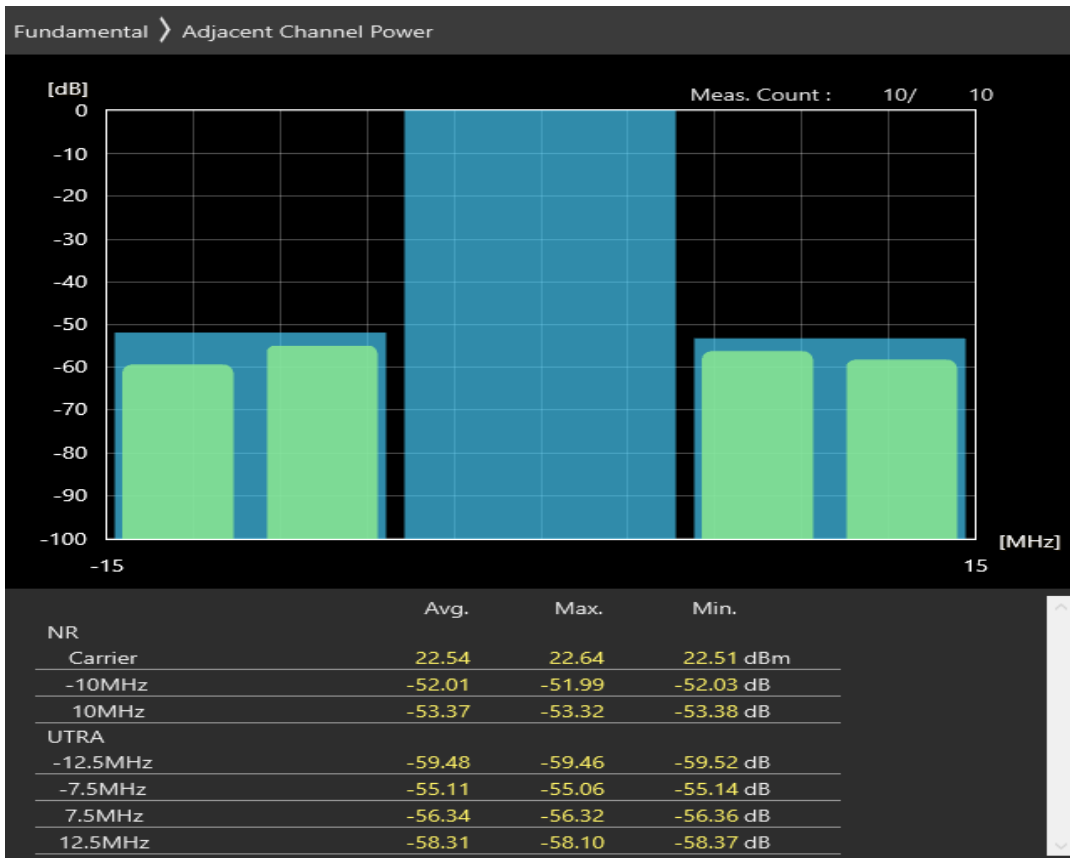 Fundamental 〉 Adjacent Channel Power
[dB]
Meas. Count : 10/ 10
0
-10
-20
-30
-40
-50
-60
-70
-80
-90
-100
[MHz]
-15 15
Avg. Max. Min.
NR
Carrier 22.54 22.64 22.51 dBm
-10MHz -52.01 -51.99 -52.03 dB
10MHz -53.37 -53.32 -53.38 dB
UTRA
-12.5MHz -59.48 -59.46 -59.52 dB
-7.5MHz -55.11 -55.06 -55.14 dB
7.5MHz -56.34 -56.32 -56.36 dB
12.5MHz -58.31 -58.10 -58.37 dB